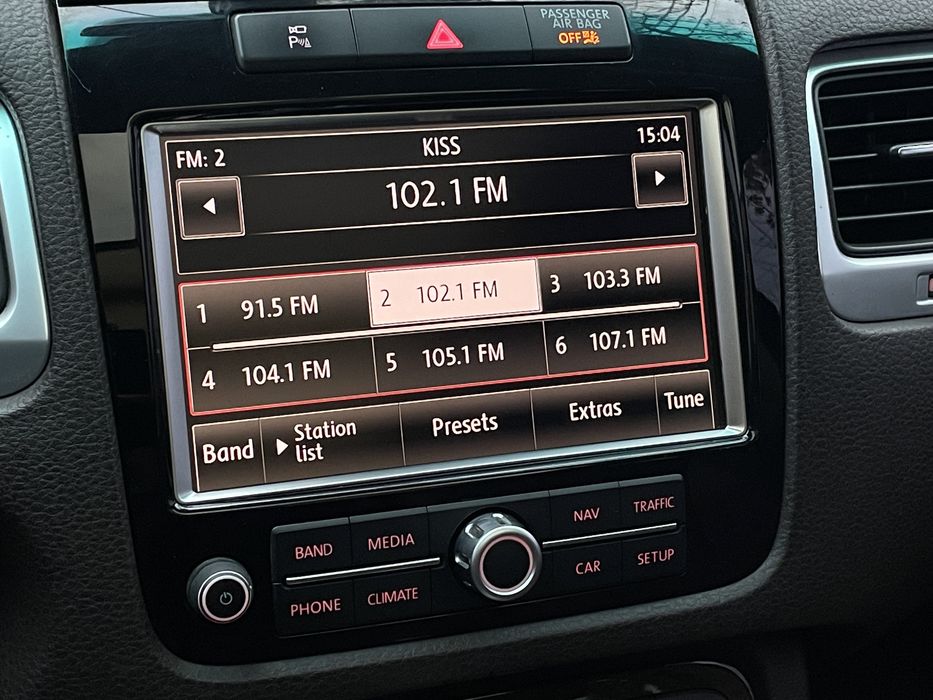 PASSENGER
AIR BAG
P
OFF
FM: 2
KISS
15:04
102.1 FM
1 91.5 FM
2 102.1 FM
3 103.3 FM
4 104.1 FM
5 105.1 FM
6 107.1 FM
Band
Station
list
Presets
Extras
Tune
BAND
MEDIA
NAV
TRAFFIC
PHONE
CLIMATE
CAR
SETUP